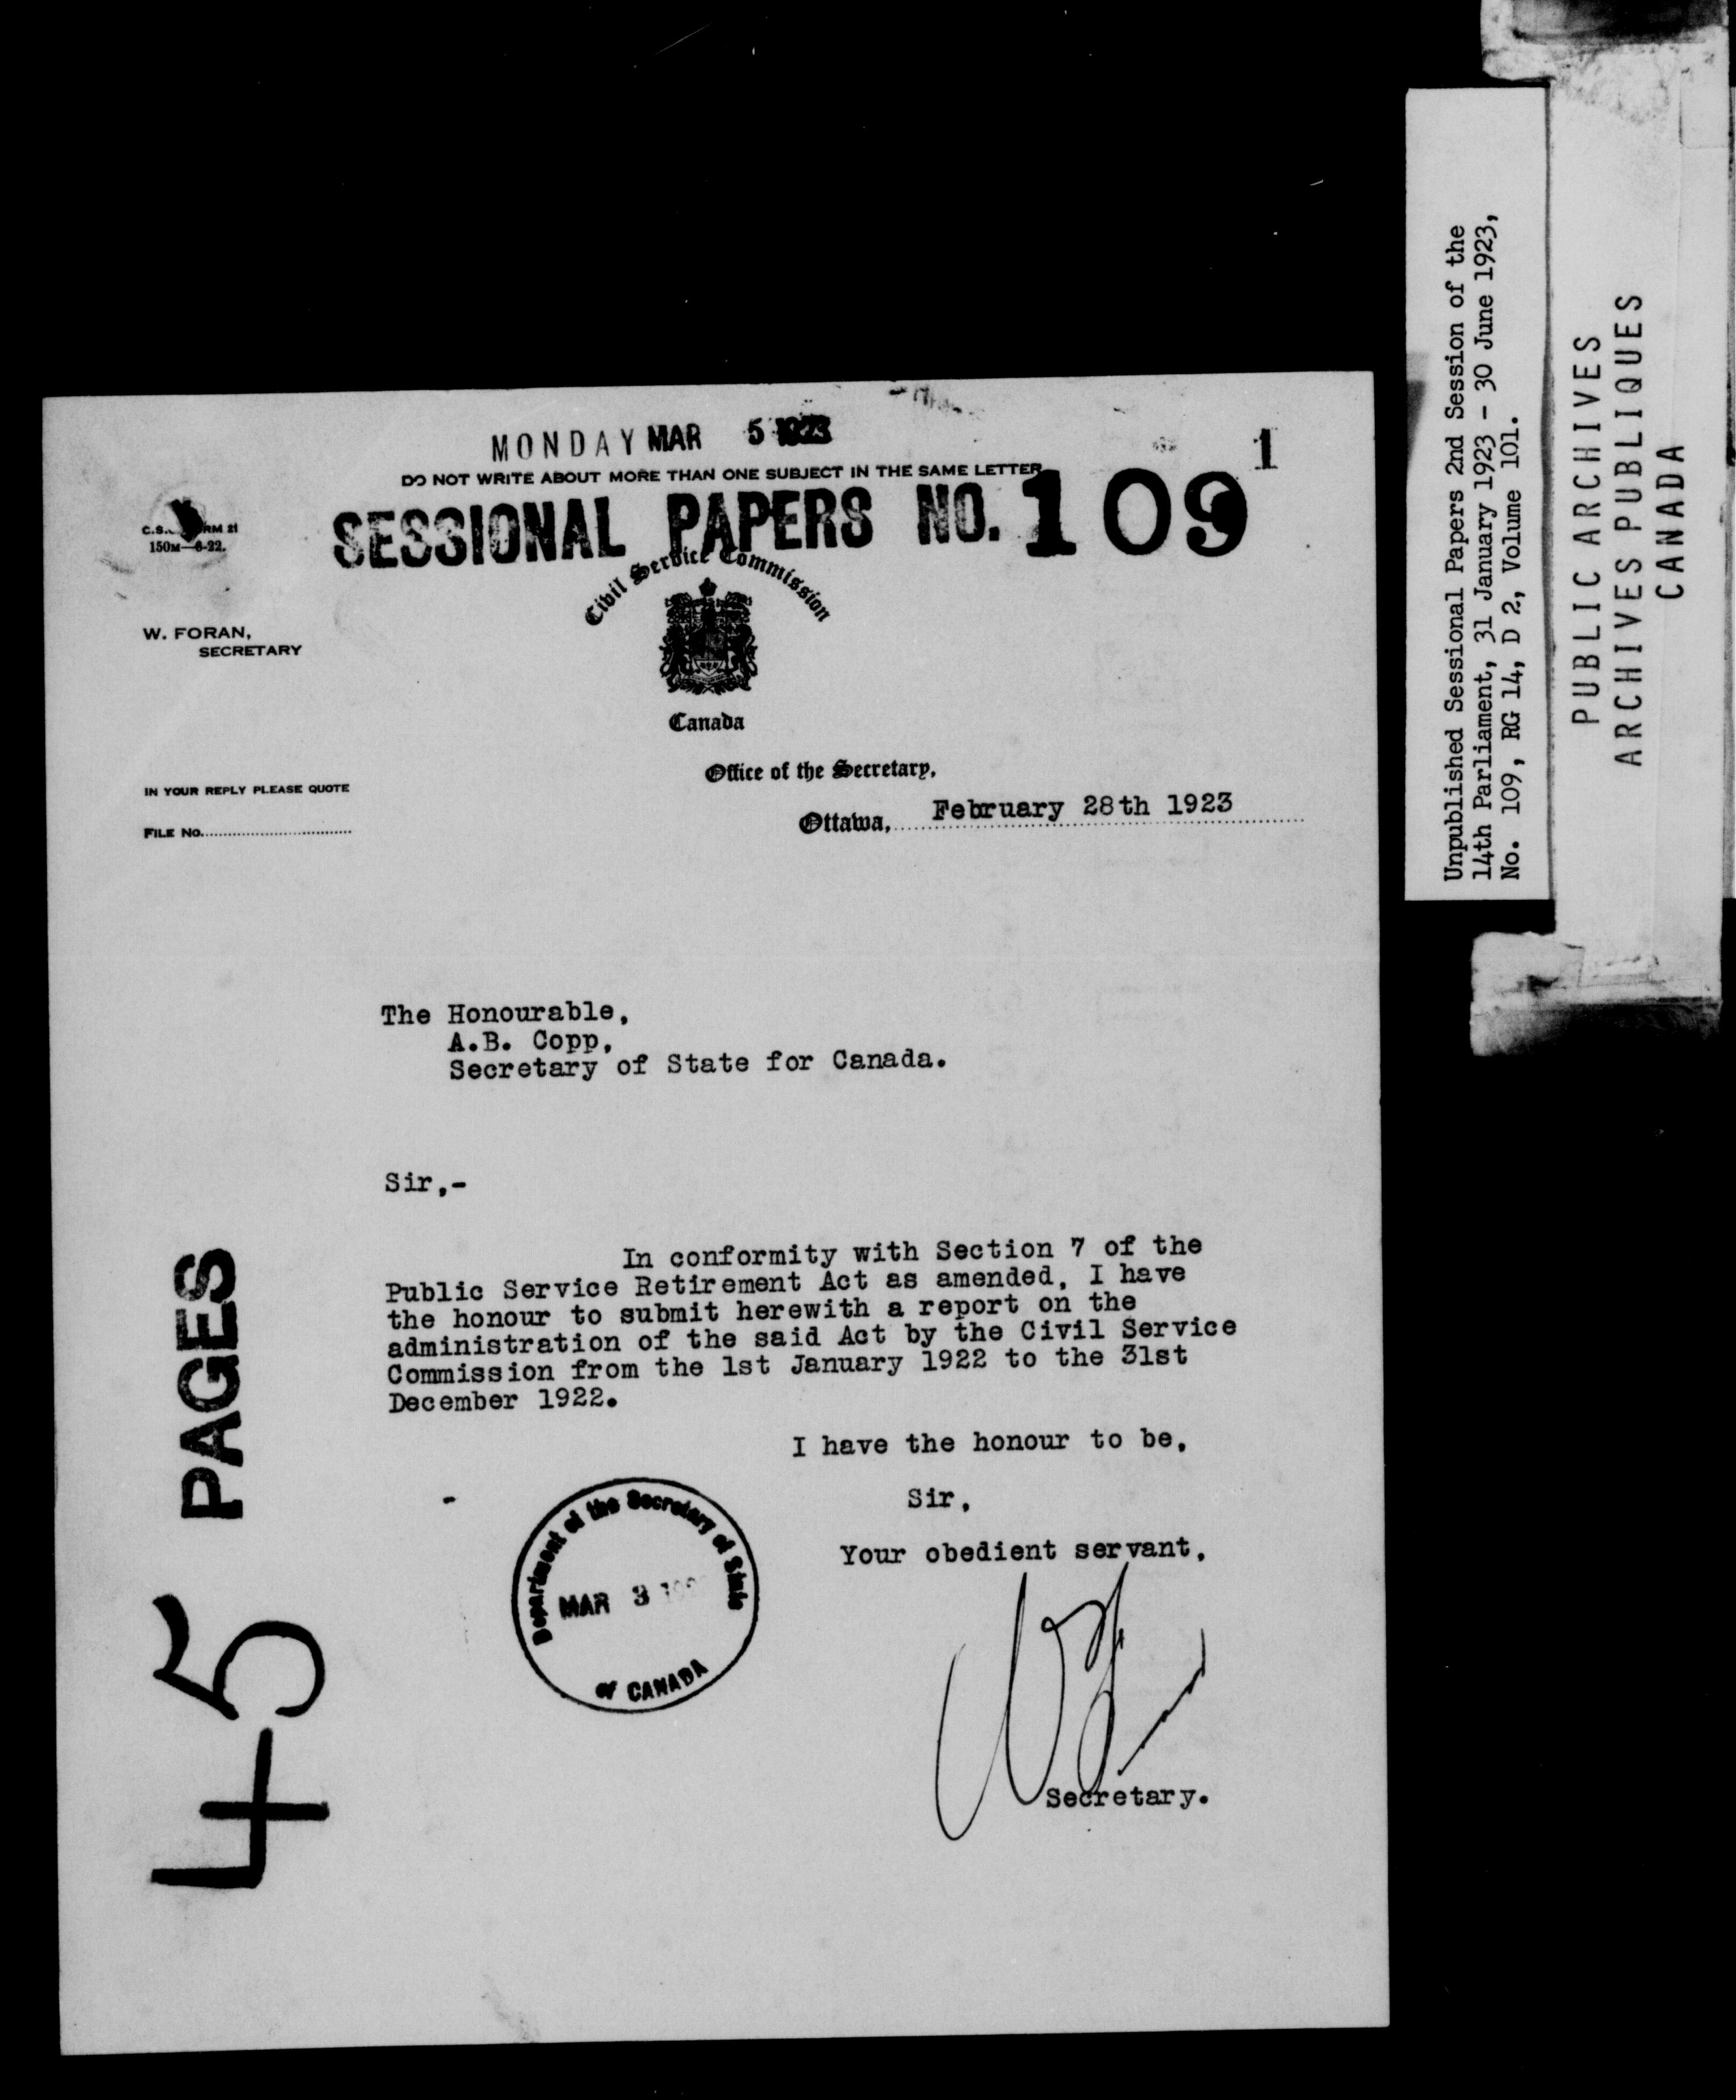 MONDAY MAR 5 1923
1
DO NOT WRITE ABOUT MORE THAN ONE SUBJECT IN THE SAME LETTER
SESSIONAL PAPERS NO. 109
150M—6-22.
Civil Service Commission
W. FORAN,
SECRETARY
Canada
Office of the Secretary,
IN YOUR REPLY PLEASE QUOTE
Ottawa, February 28th 1923
FILE No.
The Honourable,
A.B. Copp,
Secretary of State for Canada.
Sir,-
In conformity with Section 7 of the
Public Service Retirement Act as amended, I have
the honour to submit herewith a report on the
administration of the said Act by the Civil Service
Commission from the 1st January 1922 to the 31st
December 1922.
I have the honour to be,
Sir,
Your obedient servant,
Secretary.
Department of the Secretary of State
MAR 3
of CANADA
45 PAGES
Unpublished Sessional Papers 2nd Session of the
14th Parliament, 31 January 1923 - 30 June 1923,
No. 109, RG 14, D 2, Volume 101.
PUBLIC ARCHIVES
ARCHIVES PUBLIQUES
CANADA